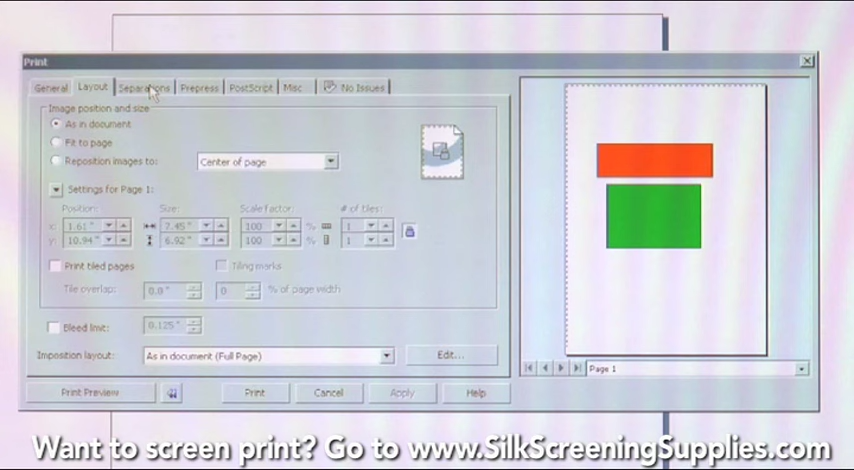 Print
General Layout Separations Prepress PostScript Misc No Issues
Image position and size
As in document
Fit to page
Reposition images to: Center of page
Settings for Page 1:
Position: Size: Scale factor: # of tiles:
x: 1.61 " 7.45 " 100 % 1
y: 10.94 " 6.92 " 100 % 1
Print tiled pages Tiling marks
Tile overlap: 0.0 " 0 % of page width
Bleed limit: 0.125 "
Imposition layout: As in document (Full Page) Edit...
Page 1
Print Preview Print Cancel Apply Help
Want to screen print? Go to www.SilkScreeningSupplies.com